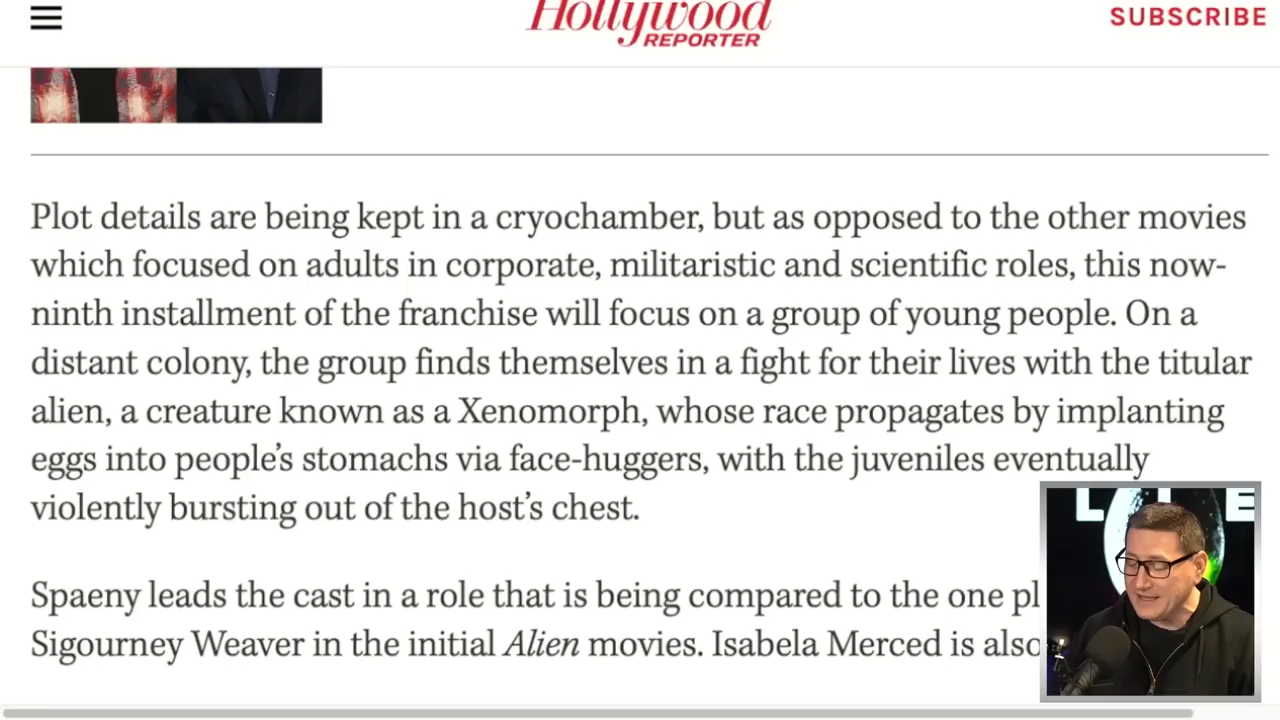 Hollywood
REPORTER
SUBSCRIBE
Plot details are being kept in a cryochamber, but as opposed to the other movies
which focused on adults in corporate, militaristic and scientific roles, this now-
ninth installment of the franchise will focus on a group of young people. On a
distant colony, the group finds themselves in a fight for their lives with the titular
alien, a creature known as a Xenomorph, whose race propagates by implanting
eggs into people’s stomachs via face-huggers, with the juveniles eventually
violently bursting out of the host’s chest.
Spaeny leads the cast in a role that is being compared to the one pl
Sigourney Weaver in the initial Alien movies. Isabela Merced is also
L E